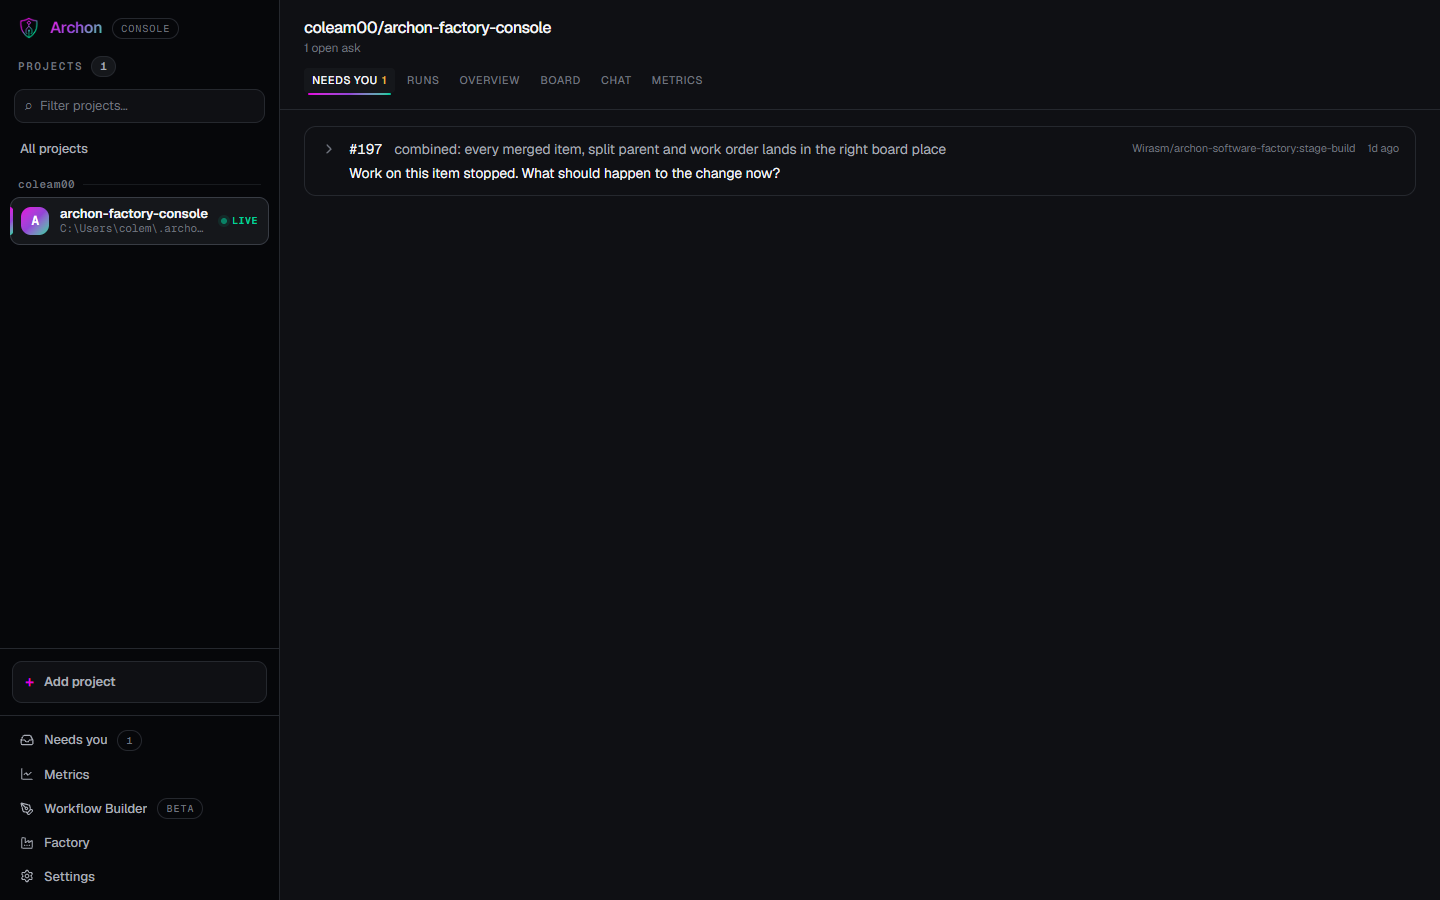 Archon CONSOLE
PROJECTS 1
Filter projects...
All projects
coleam00
A
archon-factory-console
C:\Users\colem\.archo…
LIVE
Add project
Needs you 1
Metrics
Workflow Builder BETA
Factory
Settings
coleam00/archon-factory-console
1 open ask
NEEDS YOU 1 RUNS OVERVIEW BOARD CHAT METRICS
#197 combined: every merged item, split parent and work order lands in the right board place Wirasm/archon-software-factory:stage-build 1d ago
Work on this item stopped. What should happen to the change now?